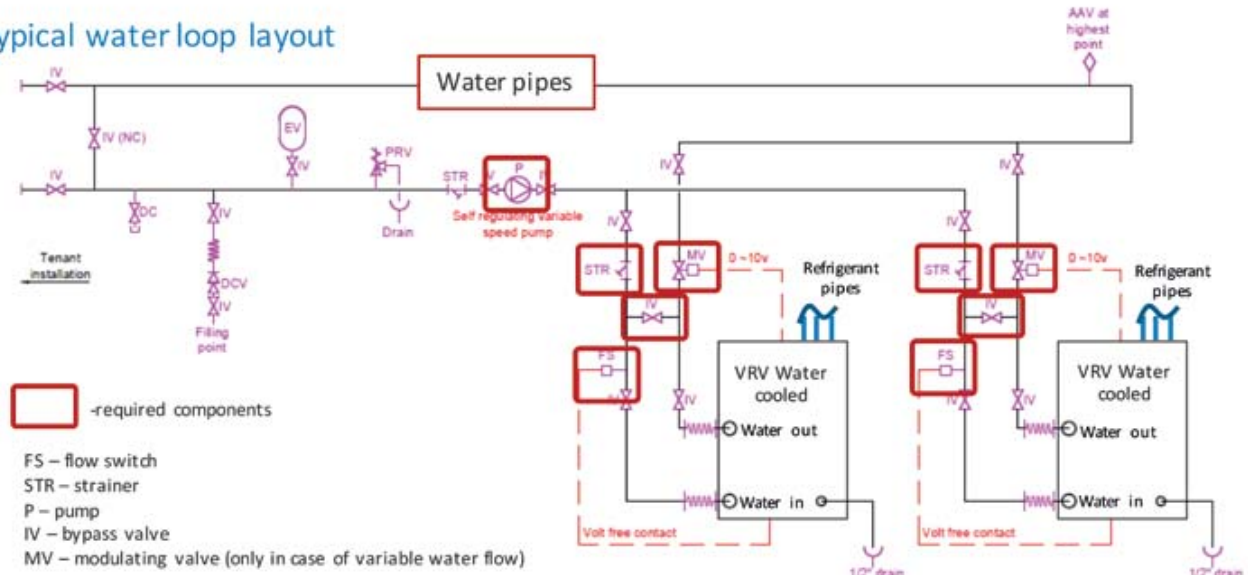 ypical water loop layout
AAV at
highest
point
IV
Water pipes
IV (NC)
EV
IV
PRV
IV
IV
IV
STR
V
P
IV
DC
IV
Drain
Self regulating variable
speed pump
IV
IV
Tenant
installation
DCV
IV
Filling
point
STR
MV
0 ~10v
Refrigerant
pipes
STR
MV
0 ~10v
Refrigerant
pipes
IV
IV
FS
FS
VRV Water
cooled
VRV Water
cooled
IV
IV
IV
IV
Water out
Water out
Water in
Water in
Volt free contact
Volt free contact
1/2" drain
1/2" drain
-required components
FS – flow switch
STR – strainer
P – pump
IV – bypass valve
MV – modulating valve (only in case of variable water flow)